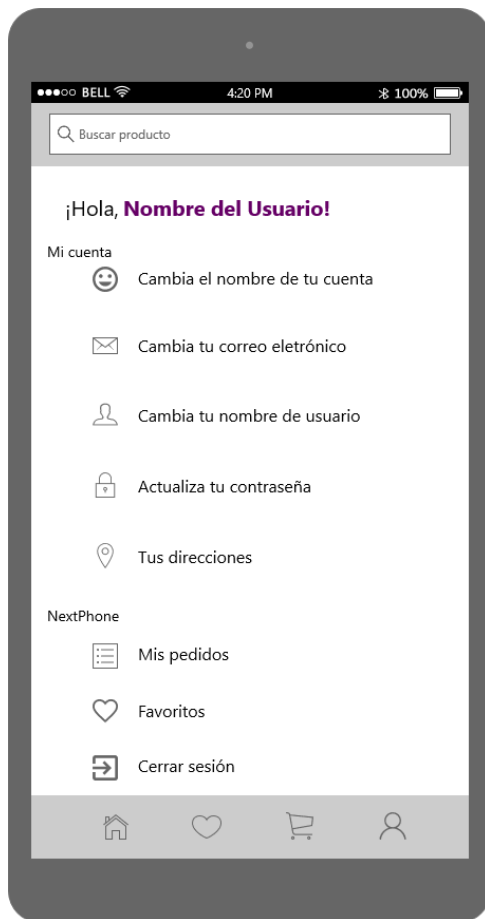 BELL 4:20 PM 100%
Buscar producto
¡Hola, Nombre del Usuario!
Mi cuenta
Cambia el nombre de tu cuenta
Cambia tu correo eletrónico
Cambia tu nombre de usuario
Actualiza tu contraseña
Tus direcciones
NextPhone
Mis pedidos
Favoritos
Cerrar sesión